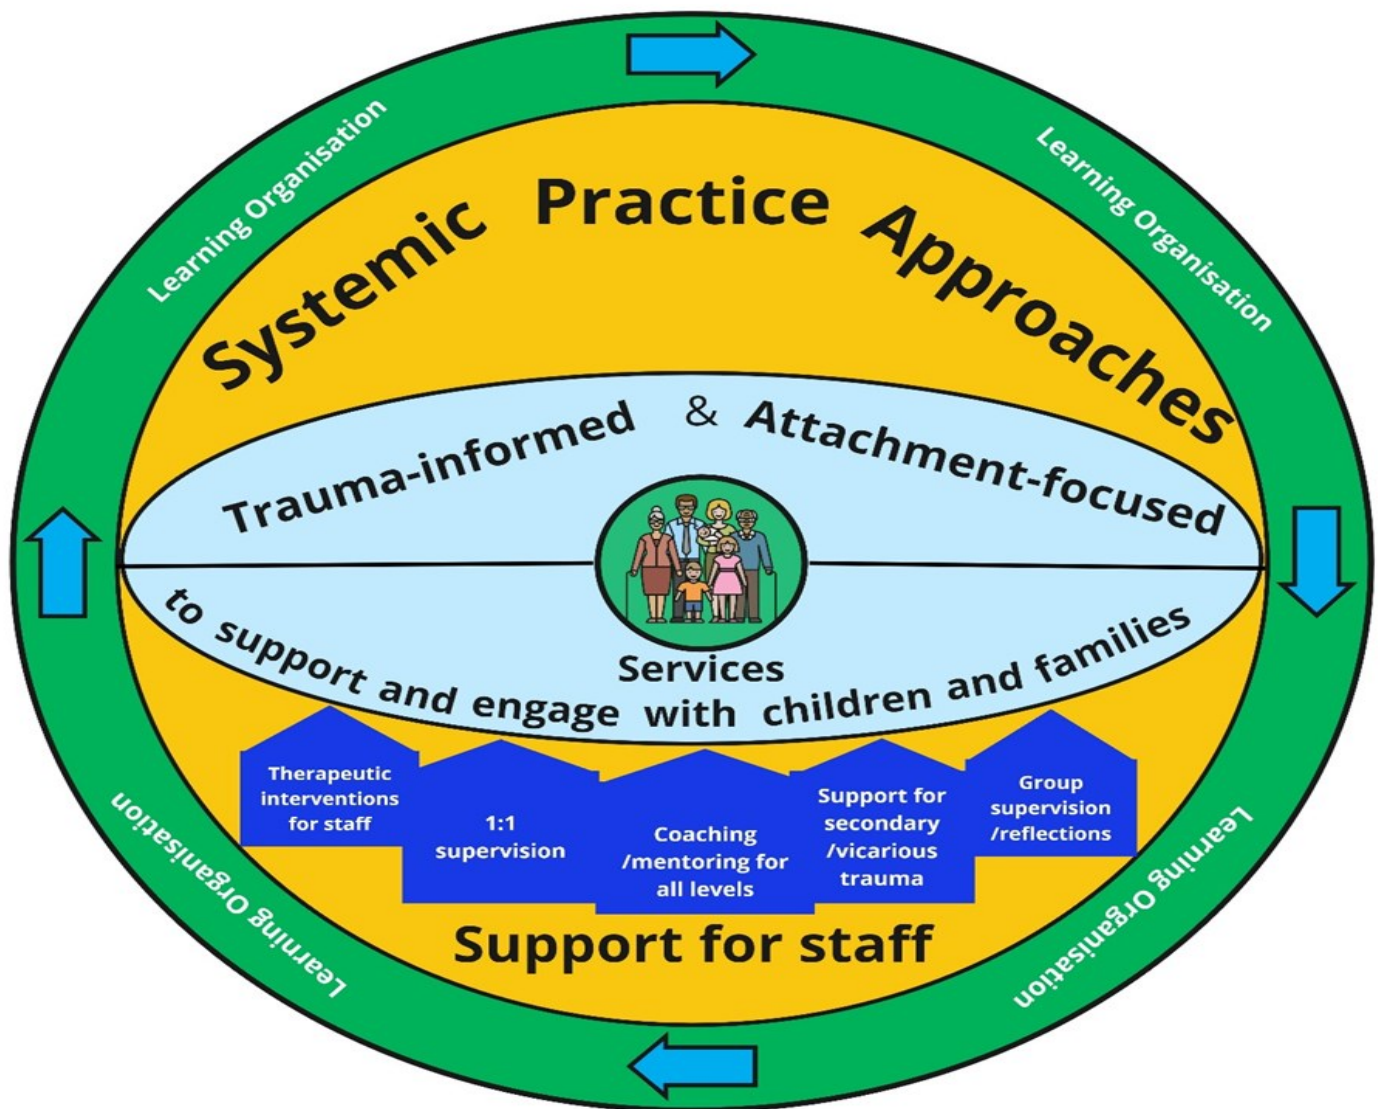 Learning Organisation
Learning Organisation
Systemic Practice Approaches
Trauma-informed & Attachment-focused
Services
to support and engage with children and families
Therapeutic
interventions
for staff
1:1
supervision
Coaching
/mentoring for
all levels
Support for
secondary
/vicarious
trauma
Group
supervision
/reflections
Support for staff
Learning Organisation
Learning Organisation